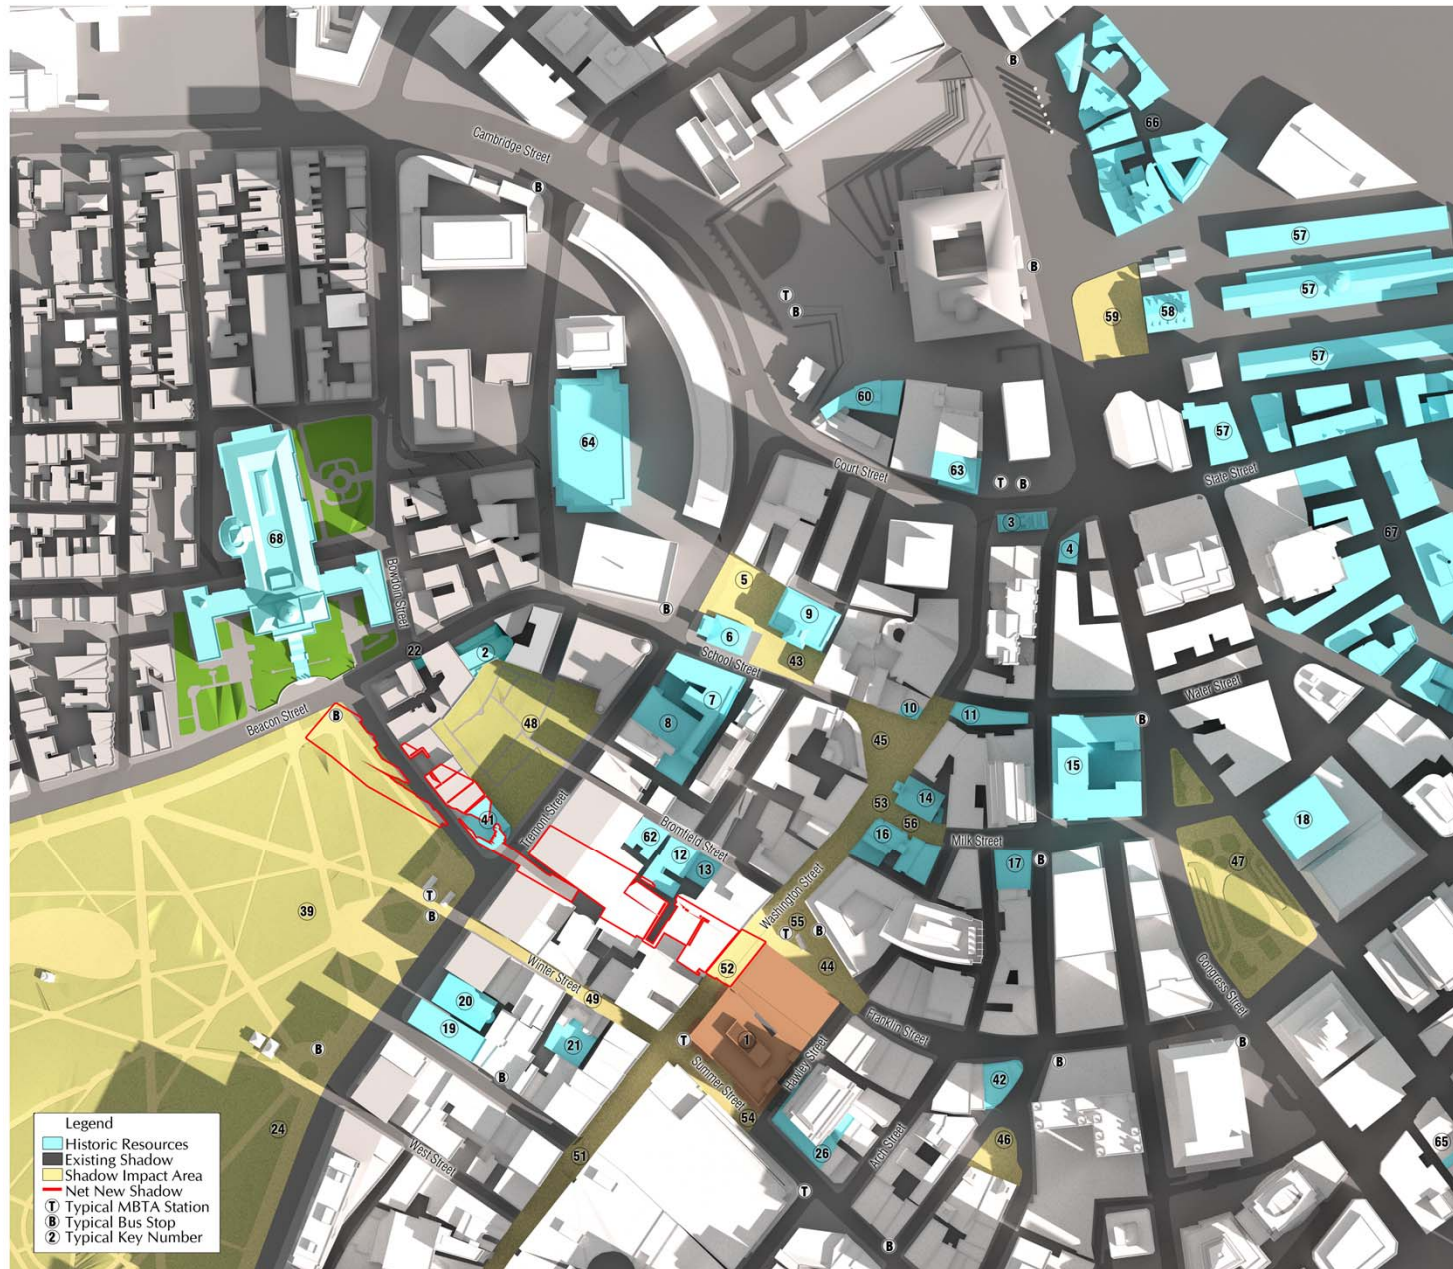 B
66
Cambridge Street
B
57
B
T
B
59
58
57
57
60
64
57
Court Street
63
State Street
T
B
3
68
4
67
Bowdoin Street
5
B
9
6
School Street
43
22
2
Water Street
7
10
11
B
Beacon Street
B
48
8
45
15
Tremont Street
53
14
41
56
18
Bromfield Street
16
Milk Street
62
12
13
17
B
47
T
B
39
Washington Street
55
T
B
44
52
Winter Street
49
20
19
Congress Street
Franklin Street
21
T
1
B
B
B
Hawley Street
Summer Street
42
54
24
West Street
51
26
Arch Street
46
65
T
B
Legend
Historic Resources
Existing Shadow
Shadow Impact Area
Net New Shadow
T Typical MBTA Station
B Typical Bus Stop
2 Typical Key Number